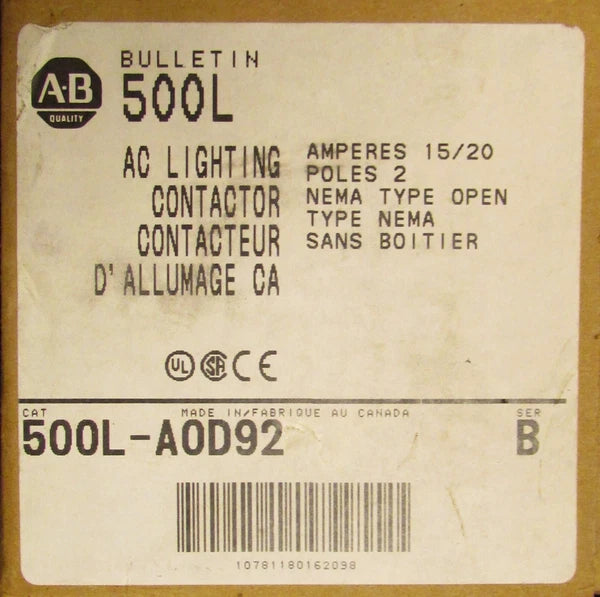 BULLETIN
A-B
QUALITY
500L
AC LIGHTING
CONTACTOR
CONTACTEUR
D'ALLUMAGE CA
AMPERES 15/20
POLES 2
NEMA TYPE OPEN
TYPE NEMA
SANS BOITIER
UL SA CE
CAT MADE IN/FABRIQUE AU CANADA SER
500L-AOD92 B
10781180162098